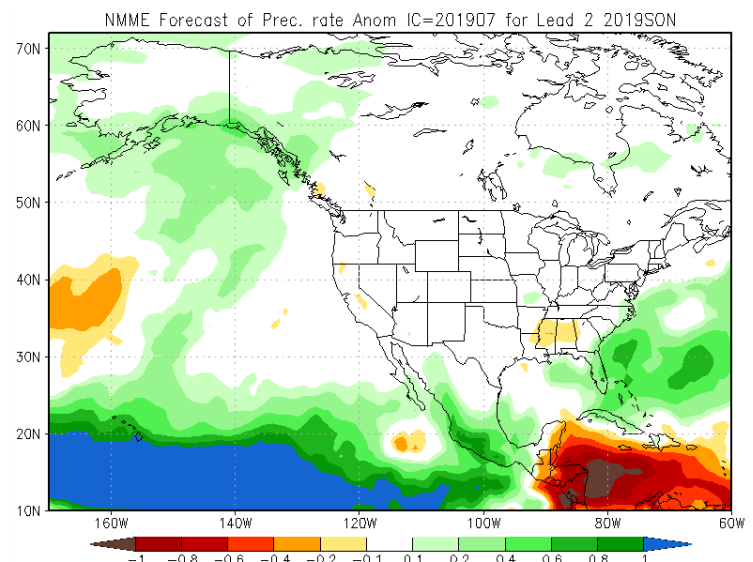 NMME Forecast of Prec. rate Anom IC=201907 for Lead 2 2019SON
70N
60N
50N
40N
30N
20N
10N
160W 140W 120W 100W 80W 60W
-1 -0.8 -0.6 -0.4 -0.2 -0.1 0.1 0.2 0.4 0.6 0.8 1